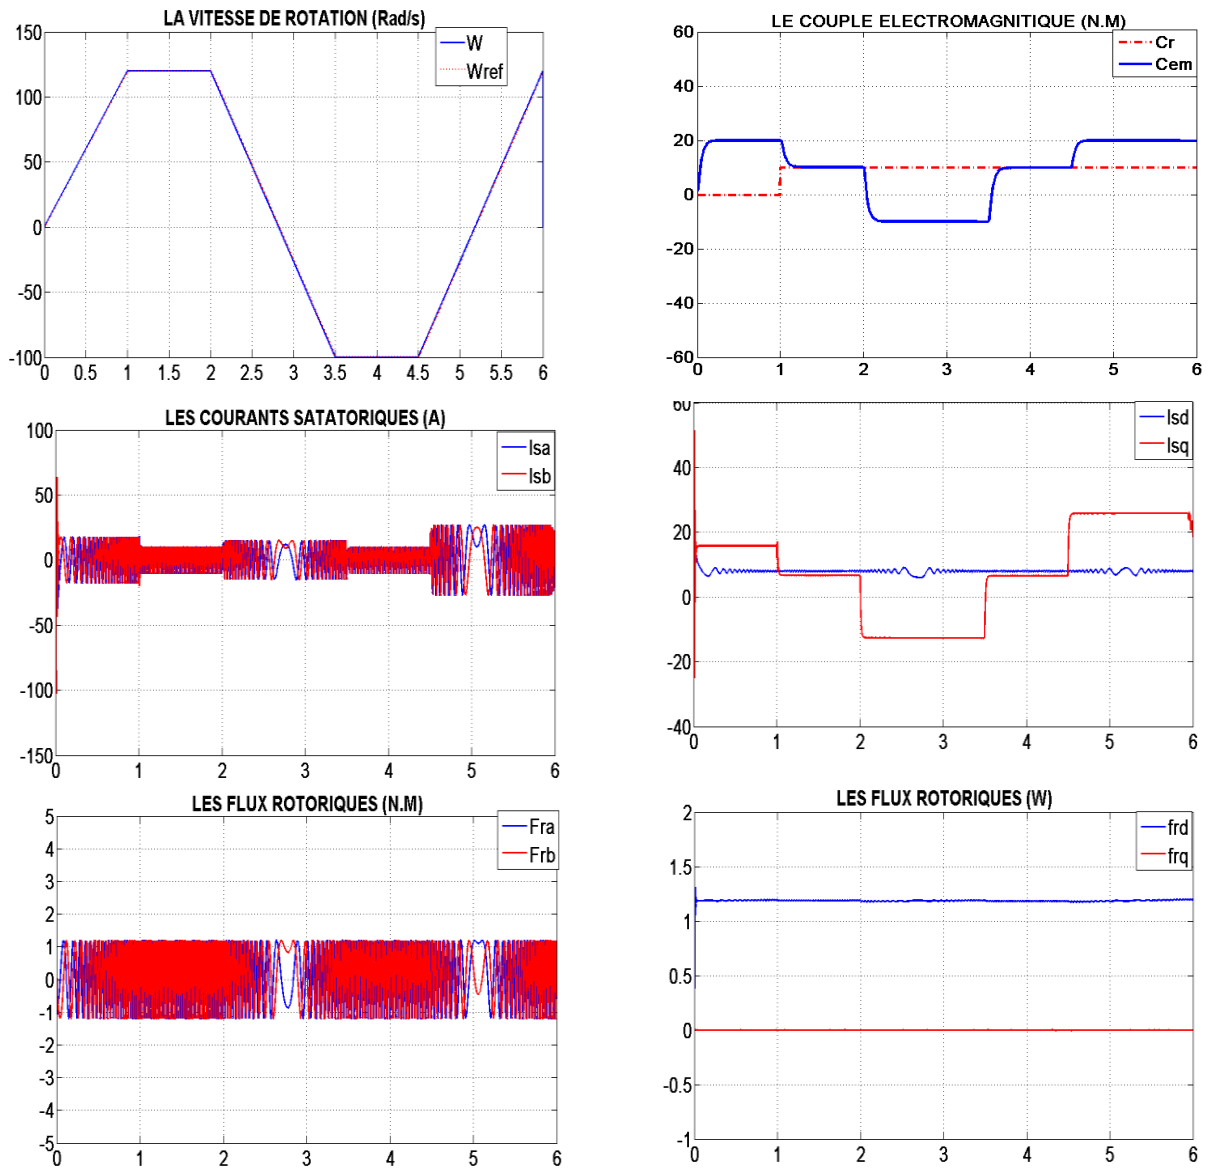 LA VITESSE DE ROTATION (Rad/s)
150
100
50
0
-50
-100
0 0.5 1 1.5 2 2.5 3 3.5 4 4.5 5 5.5 6
W
Wref
LE COUPLE ELECTROMAGNITIQUE (N.M)
60
40
20
0
-20
-40
-60
0 1 2 3 4 5 6
Cr
Cem
LES COURANTS SATATORIQUES (A)
100
50
0
-50
-100
-150
0 1 2 3 4 5 6
Isa
Isb
60
40
20
0
-20
-40
0 1 2 3 4 5 6
Isd
Isq
LES FLUX ROTORIQUES (N.M)
5
4
3
2
1
0
-1
-2
-3
-4
-5
0 1 2 3 4 5 6
Fra
Frb
LES FLUX ROTORIQUES (W)
2
1.5
1
0.5
0
-0.5
-1
0 1 2 3 4 5 6
frd
frq